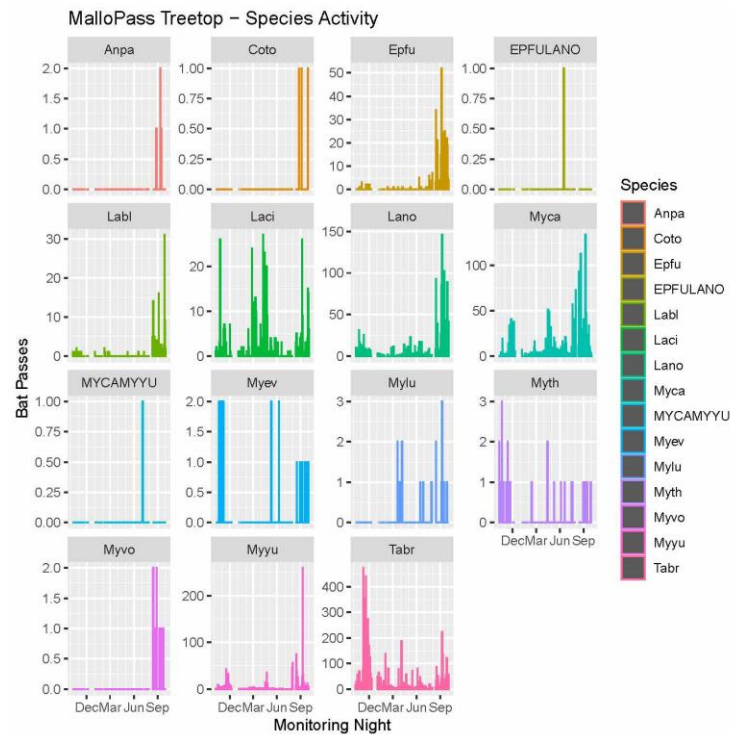 MalloPass Treetop – Species Activity
Anpa
Coto
Epfu
EPFULANO
2.0
1.5
1.0
0.5
0.0
1.00
0.75
0.50
0.25
0.00
50
40
30
20
10
0
1.00
0.75
0.50
0.25
0.00
Labl
Laci
Lano
Myca
30
20
10
0
20
10
0
150
100
50
0
100
50
0
MYCAMYYU
Myev
Mylu
Myth
1.00
0.75
0.50
0.25
0.00
2.0
1.5
1.0
0.5
0.0
3
2
1
0
3
2
1
0
Dec Mar Jun Sep
Myvo
Myyu
Tabr
2.0
1.5
1.0
0.5
0.0
200
100
0
400
300
200
100
0
Dec Mar Jun Sep
Dec Mar Jun Sep
Dec Mar Jun Sep
Bat Passes
Monitoring Night
Species
Anpa
Coto
Epfu
EPFULANO
Labl
Laci
Lano
Myca
MYCAMYYU
Myev
Mylu
Myth
Myvo
Myyu
Tabr